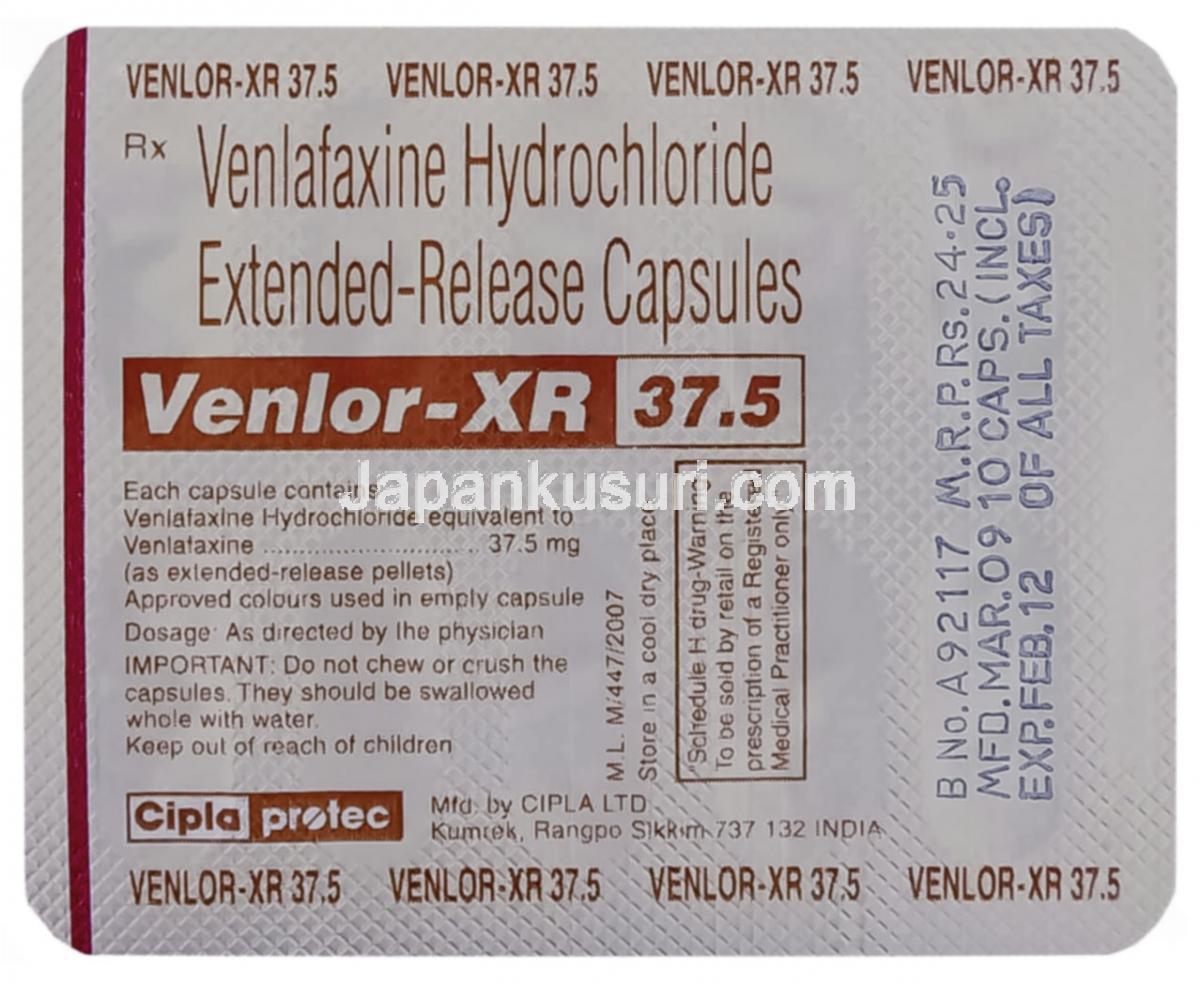 VENLOR-XR 37.5 VENLOR-XR 37.5 VENLOR-XR 37.5 VENLOR-XR 37.5
Rx Venlafaxine Hydrochloride
Extended-Release Capsules
Venlor-XR 37.5
Each capsule contains
Venlafaxine Hydrochloride equivalent to
Venlafaxine .............................. 37.5 mg
(as extended-release pellets)
Approved colours used in empty capsule
Dosage: As directed by the physician
IMPORTANT: Do not chew or crush the
capsules. They should be swallowed
whole with water.
Keep out of reach of children
M.L. M/447/2007
Store in a cool dry place
"Schedule H drug-Warning
To be sold by retail on the
prescription of a Registered
Medical Practitioner only"
B No. A92117 M.R.P.Rs.24.25
MFD.MAR.09 10 CAPS.(INCL.
EXP.FEB.12 OF ALL TAXES)
Japankusuri.com
Cipla protec
Mfd. by CIPLA LTD
Kumrek, Rangpo Sikkim 737 132 INDIA
VENLOR-XR 37.5 VENLOR-XR 37.5 VENLOR-XR 37.5 VENLOR-XR 37.5